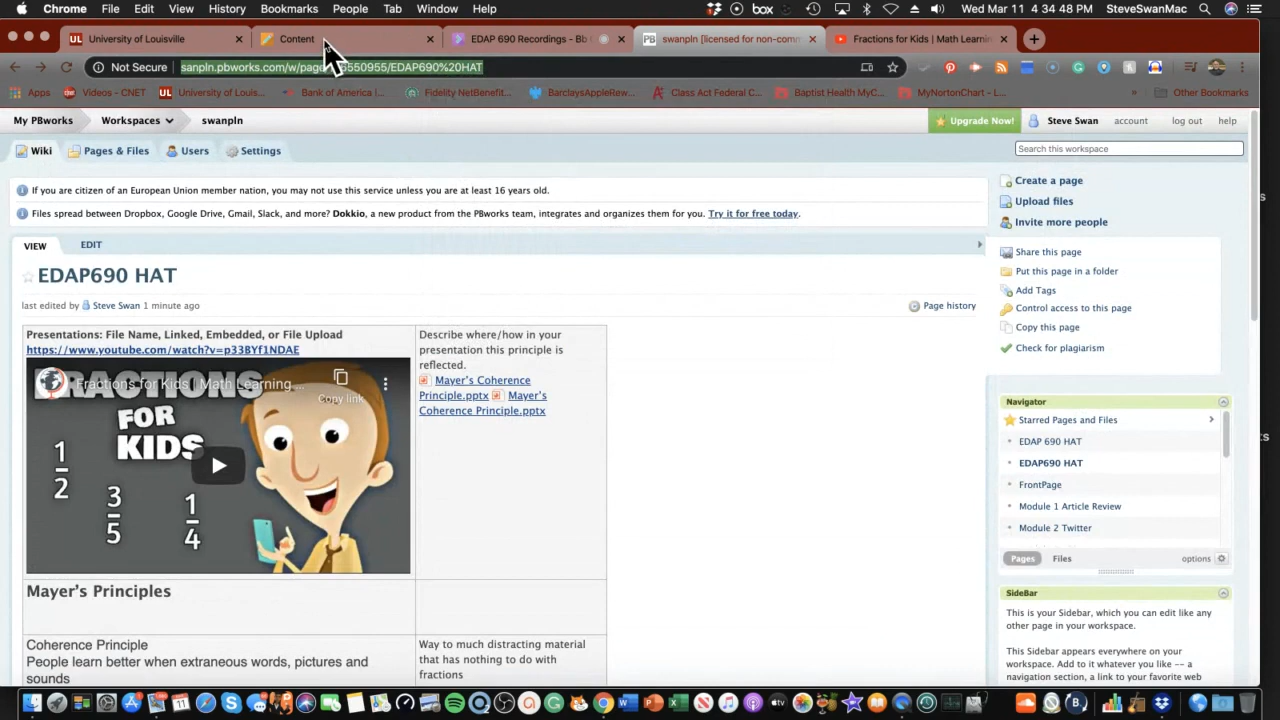 Chrome File Edit View History Bookmarks People Tab Window Help box Wed Mar 11 4:34:48 PM SteveSwanMac
University of Louisville Content EDAP 690 Recordings - Bb swanpln [licensed for non-comm Fractions for Kids | Math Learnin
Not Secure sanpln.pbworks.com/w/page 5550955/EDAP690%20HAT
Apps Videos - CNET University of Louis... Bank of America |... Fidelity NetBenefit... BarclaysAppleRew... Class Act Federal C... Baptist Health MyC... MyNortonChart - L... » Other Bookmarks
My PBworks Workspaces swanpln Upgrade Now! Steve Swan account log out help
Wiki Pages & Files Users Settings Search this workspace
If you are citizen of an European Union member nation, you may not use this service unless you are at least 16 years old.
Files spread between Dropbox, Google Drive, Gmail, Slack, and more? Dokkio, a new product from the PBworks team, integrates and organizes them for you. Try it for free today.
VIEW EDIT
EDAP690 HAT
last edited by Steve Swan 1 minute ago Page history
Presentations: File Name, Linked, Embedded, or File Upload
https://www.youtube.com/watch?v=p33BYf1NDAE
Fractions for Kids | Math Learning ...
Copy link
FRACTIONS
FOR
KIDS
1/2
3/5
1/4
Describe where/how in your
presentation this principle is
reflected.
Mayer's Coherence
Principle.pptx Mayer's
Coherence Principle.pptx
Mayer's Principles
Coherence Principle
People learn better when extraneous words, pictures and
sounds
Way to much distracting material
that has nothing to do with
fractions
Create a page
Upload files
Invite more people
Share this page
Put this page in a folder
Add Tags
Control access to this page
Copy this page
Check for plagiarism
Navigator
Starred Pages and Files
EDAP 690 HAT
EDAP690 HAT
FrontPage
Module 1 Article Review
Module 2 Twitter
Pages Files options
SideBar
This is your Sidebar, which you can edit like any
other page in your workspace.
This Sidebar appears everywhere on your
workspace. Add to it whatever you like -- a
navigation section, a link to your favorite web